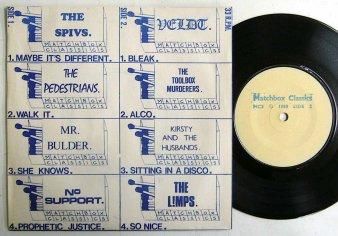 SIDE 1.
THE
SPIVS.
MATCHBOX
CLASSICS
1. MAYBE IT'S DIFFERENT.
THE
PEDESTRIANS.
MATCHBOX
CLASSICS
2. WALK IT.
MR.
BULDER.
MATCHBOX
CLASSICS
3. SHE KNOWS.
NO
SUPPORT.
MATCHBOX
CLASSICS
4. PROPHETIC JUSTICE.
SIDE 2.
33 R.P.M.
VELDT.
MATCHBOX
CLASSICS
1. BLEAK.
THE
TOOLBOX
MURDERERS.
MATCHBOX
CLASSICS
2. ALCO.
KIRSTY
AND THE
HUSBANDS.
MATCHBOX
CLASSICS
3. SITTING IN A DISCO.
THE
L!MPS.
MATCHBOX
CLASSICS
4. SO NICE.
Matchbox Classics
SIDE 2